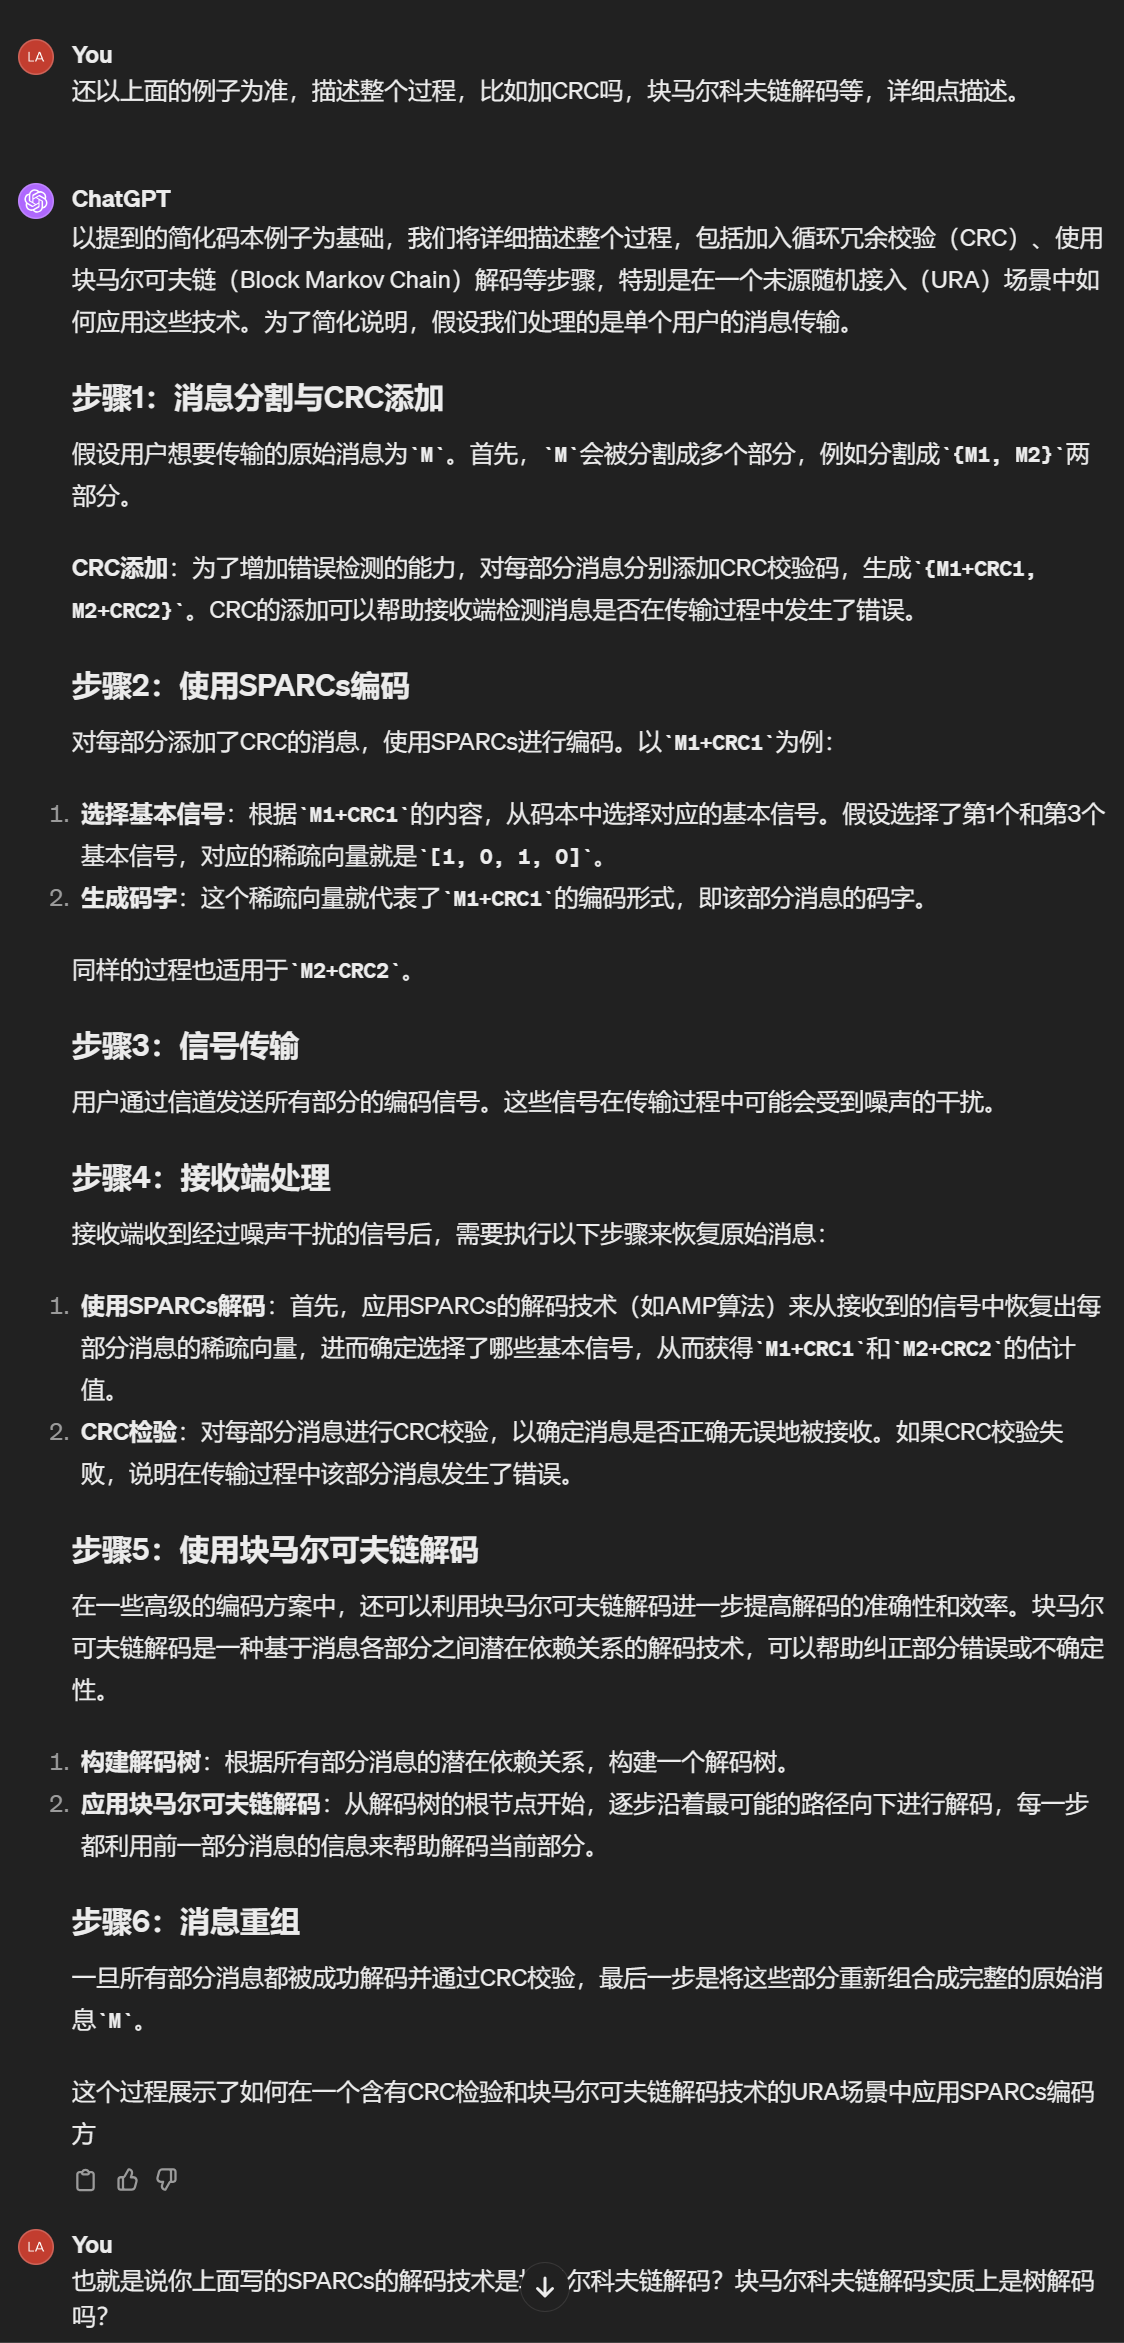 LA
You
还以上面的例子为准，描述整个过程，比如加CRC吗，块马尔科夫链解码等，详细点描述。
ChatGPT
以提到的简化码本例子为基础，我们将详细描述整个过程，包括加入循环冗余校验（CRC）、使用
块马尔可夫链（Block Markov Chain）解码等步骤，特别是在一个未源随机接入（URA）场景中如
何应用这些技术。为了简化说明，假设我们处理的是单个用户的消息传输。
步骤1：消息分割与CRC添加
假设用户想要传输的原始消息为`M`。首先，`M`会被分割成多个部分，例如分割成`{M1, M2}`两
部分。
CRC添加：为了增加错误检测的能力，对每部分消息分别添加CRC校验码，生成`{M1+CRC1,
M2+CRC2}`。CRC的添加可以帮助接收端检测消息是否在传输过程中发生了错误。
步骤2：使用SPARCs编码
对每部分添加了CRC的消息，使用SPARCs进行编码。以`M1+CRC1`为例：
1. 选择基本信号：根据`M1+CRC1`的内容，从码本中选择对应的基本信号。假设选择了第1个和第3个
基本信号，对应的稀疏向量就是`[1, 0, 1, 0]`。
2. 生成码字：这个稀疏向量就代表了`M1+CRC1`的编码形式，即该部分消息的码字。
同样的过程也适用于`M2+CRC2`。
步骤3：信号传输
用户通过信道发送所有部分的编码信号。这些信号在传输过程中可能会受到噪声的干扰。
步骤4：接收端处理
接收端收到经过噪声干扰的信号后，需要执行以下步骤来恢复原始消息：
1. 使用SPARCs解码：首先，应用SPARCs的解码技术（如AMP算法）来从接收到的信号中恢复出每
部分消息的稀疏向量，进而确定选择了哪些基本信号，从而获得`M1+CRC1`和`M2+CRC2`的估计
值。
2. CRC检验：对每部分消息进行CRC校验，以确定消息是否正确无误地被接收。如果CRC校验失
败，说明在传输过程中该部分消息发生了错误。
步骤5：使用块马尔可夫链解码
在一些高级的编码方案中，还可以利用块马尔可夫链解码进一步提高解码的准确性和效率。块马尔
可夫链解码是一种基于消息各部分之间潜在依赖关系的解码技术，可以帮助纠正部分错误或不确定
性。
1. 构建解码树：根据所有部分消息的潜在依赖关系，构建一个解码树。
2. 应用块马尔可夫链解码：从解码树的根节点开始，逐步沿着最可能的路径向下进行解码，每一步
都利用前一部分消息的信息来帮助解码当前部分。
步骤6：消息重组
一旦所有部分消息都被成功解码并通过CRC校验，最后一步是将这些部分重新组合成完整的原始消
息`M`。
这个过程展示了如何在一个含有CRC检验和块马尔可夫链解码技术的URA场景中应用SPARCs编码
方
LA
You
也就是说你上面写的SPARCs的解码技术是尔科夫链解码？块马尔科夫链解码实质上是树解码
吗？